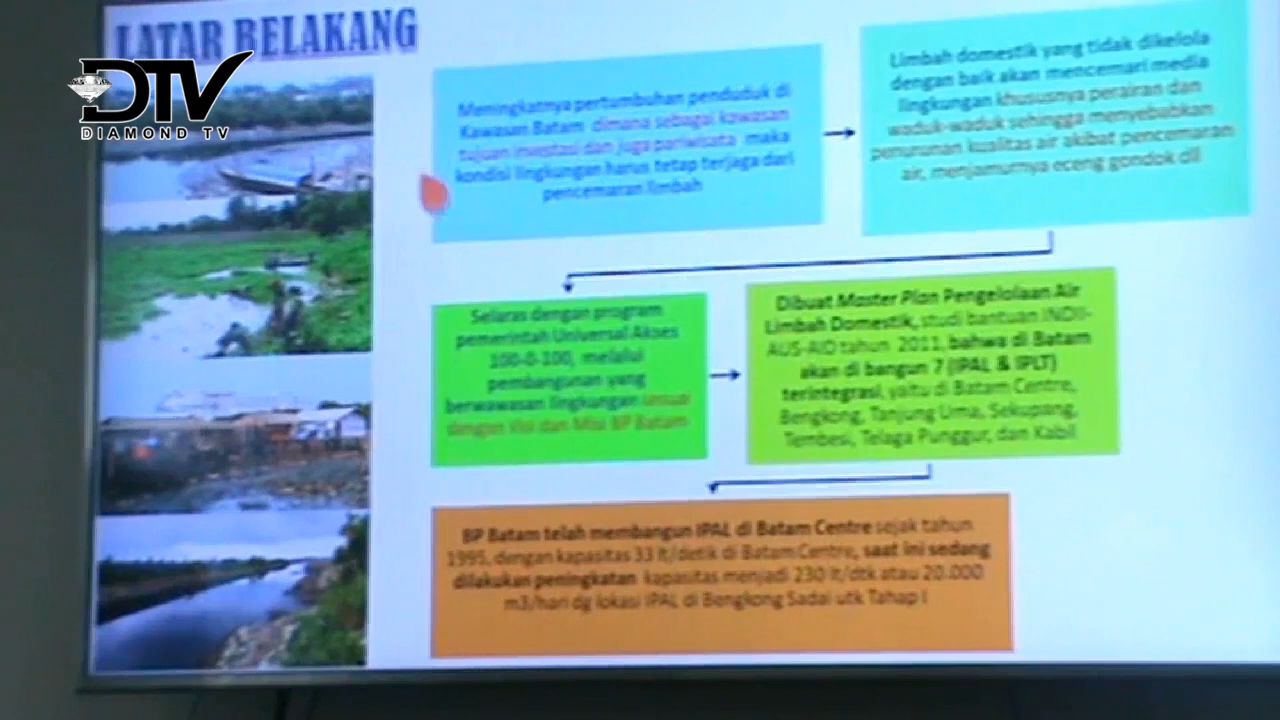 LATAR BELAKANG
DTV
DIAMOND TV
Meningkatnya pertumbuhan penduduk di
Kawasan Batam dimana sebagai kawasan
tujuan investasi dan juga pariwisata maka
kondisi lingkungan harus tetap terjaga dari
pencemaran limbah
Limbah domestik yang tidak dikelola
dengan baik akan mencemari media
lingkungan khususnya perairan dan
waduk-waduk sehingga menyebabkan
penurunan kualitas air akibat pencemaran
air, menjamurnya eceng gondok dll
Selaras dengan program
pemerintah Universal Akses
100-0-100, melalui
pembangunan yang
berwawasan lingkungan sesuai
dengan Visi dan Misi BP Batam
Dibuat Master Plan Pengelolaan Air
Limbah Domestik, studi bantuan INDII-
AUS-AID tahun 2011, bahwa di Batam
akan di bangun 7 (IPAL & IPLT)
terintegrasi, yaitu di Batam Centre,
Bengkong, Tanjung Uma, Sekupang,
Tembesi, Telaga Punggur, dan Kabil
BP Batam telah membangun IPAL di Batam Centre sejak tahun
1995, dengan kapasitas 33 lt/detik di Batam Centre, saat ini sedang
dilakukan peningkatan kapasitas menjadi 230 lt/dtk atau 20.000
m3/hari dg lokasi IPAL di Bengkong Sadai utk Tahap I